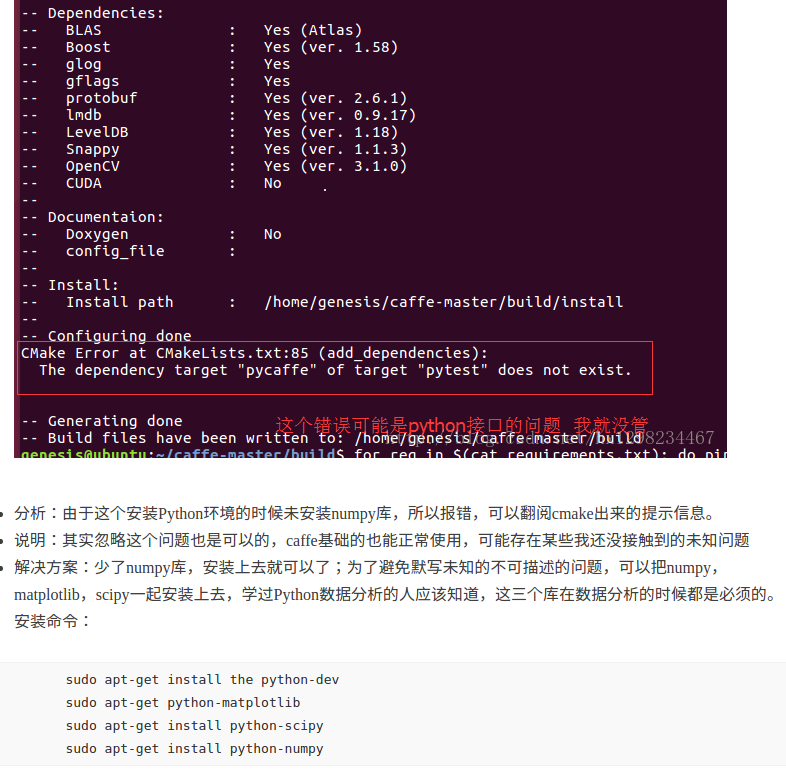 -- Dependencies:
--   BLAS              :   Yes (Atlas)
--   Boost             :   Yes (ver. 1.58)
--   glog              :   Yes
--   gflags            :   Yes
--   protobuf          :   Yes (ver. 2.6.1)
--   lmdb              :   Yes (ver. 0.9.17)
--   LevelDB           :   Yes (ver. 1.18)
--   Snappy            :   Yes (ver. 1.1.3)
--   OpenCV            :   Yes (ver. 3.1.0)
--   CUDA              :   No
--
-- Documentaion:
--   Doxygen           :   No
--   config_file       :
--
-- Install:
--   Install path      :   /home/genesis/caffe-master/build/install
--
-- Configuring done
CMake Error at CMakeLists.txt:85 (add_dependencies):
  The dependency target "pycaffe" of target "pytest" does not exist.
-- Generating done
这个错误可能是python接口的问题 我就没管
-- Build files have been written to: /home/genesis/caffe-master/build
genesis@ubuntu:~/caffe-master/build$ for req in $(cat requirements.txt); do pip
分析：由于这个安装Python环境的时候未安装numpy库，所以报错，可以翻阅cmake出来的提示信息。
说明：其实忽略这个问题也是可以的，caffe基础的也能正常使用，可能存在某些我还没接触到的未知问题
解决方案：少了numpy库，安装上去就可以了；为了避免默写未知的不可描述的问题，可以把numpy，
matplotlib，scipy一起安装上去，学过Python数据分析的人应该知道，这三个库在数据分析的时候都是必须的。
安装命令：
sudo apt-get install the python-dev
sudo apt-get python-matplotlib
sudo apt-get install python-scipy
sudo apt-get install python-numpy